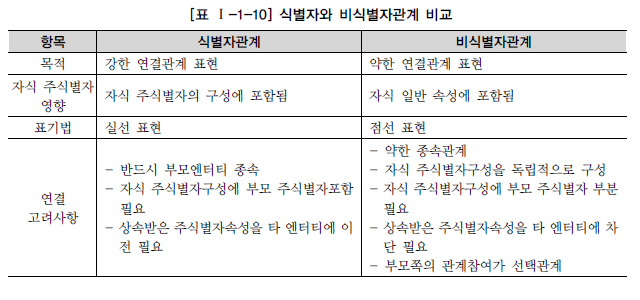 [표 Ⅰ-1-10] 식별자와 비식별자관계 비교
항목 식별자관계 비식별자관계
목적 강한 연결관계 표현 약한 연결관계 표현
자식 주식별자 영향 자식 주식별자의 구성에 포함됨 자식 일반 속성에 포함됨
표기법 실선 표현 점선 표현
연결
고려사항
- 반드시 부모엔터티 종속
- 자식 주식별자구성에 부모 주식별자포함
필요
- 상속받은 주식별자속성을 타 엔터티에 이
전 필요
- 약한 종속관계
- 자식 주식별자구성을 독립적으로 구성
- 자식 주식별자구성에 부모 주식별자 부분
필요
- 상속받은 주식별자속성을 타 엔터티에 차
단 필요
- 부모쪽의 관계참여가 선택관계